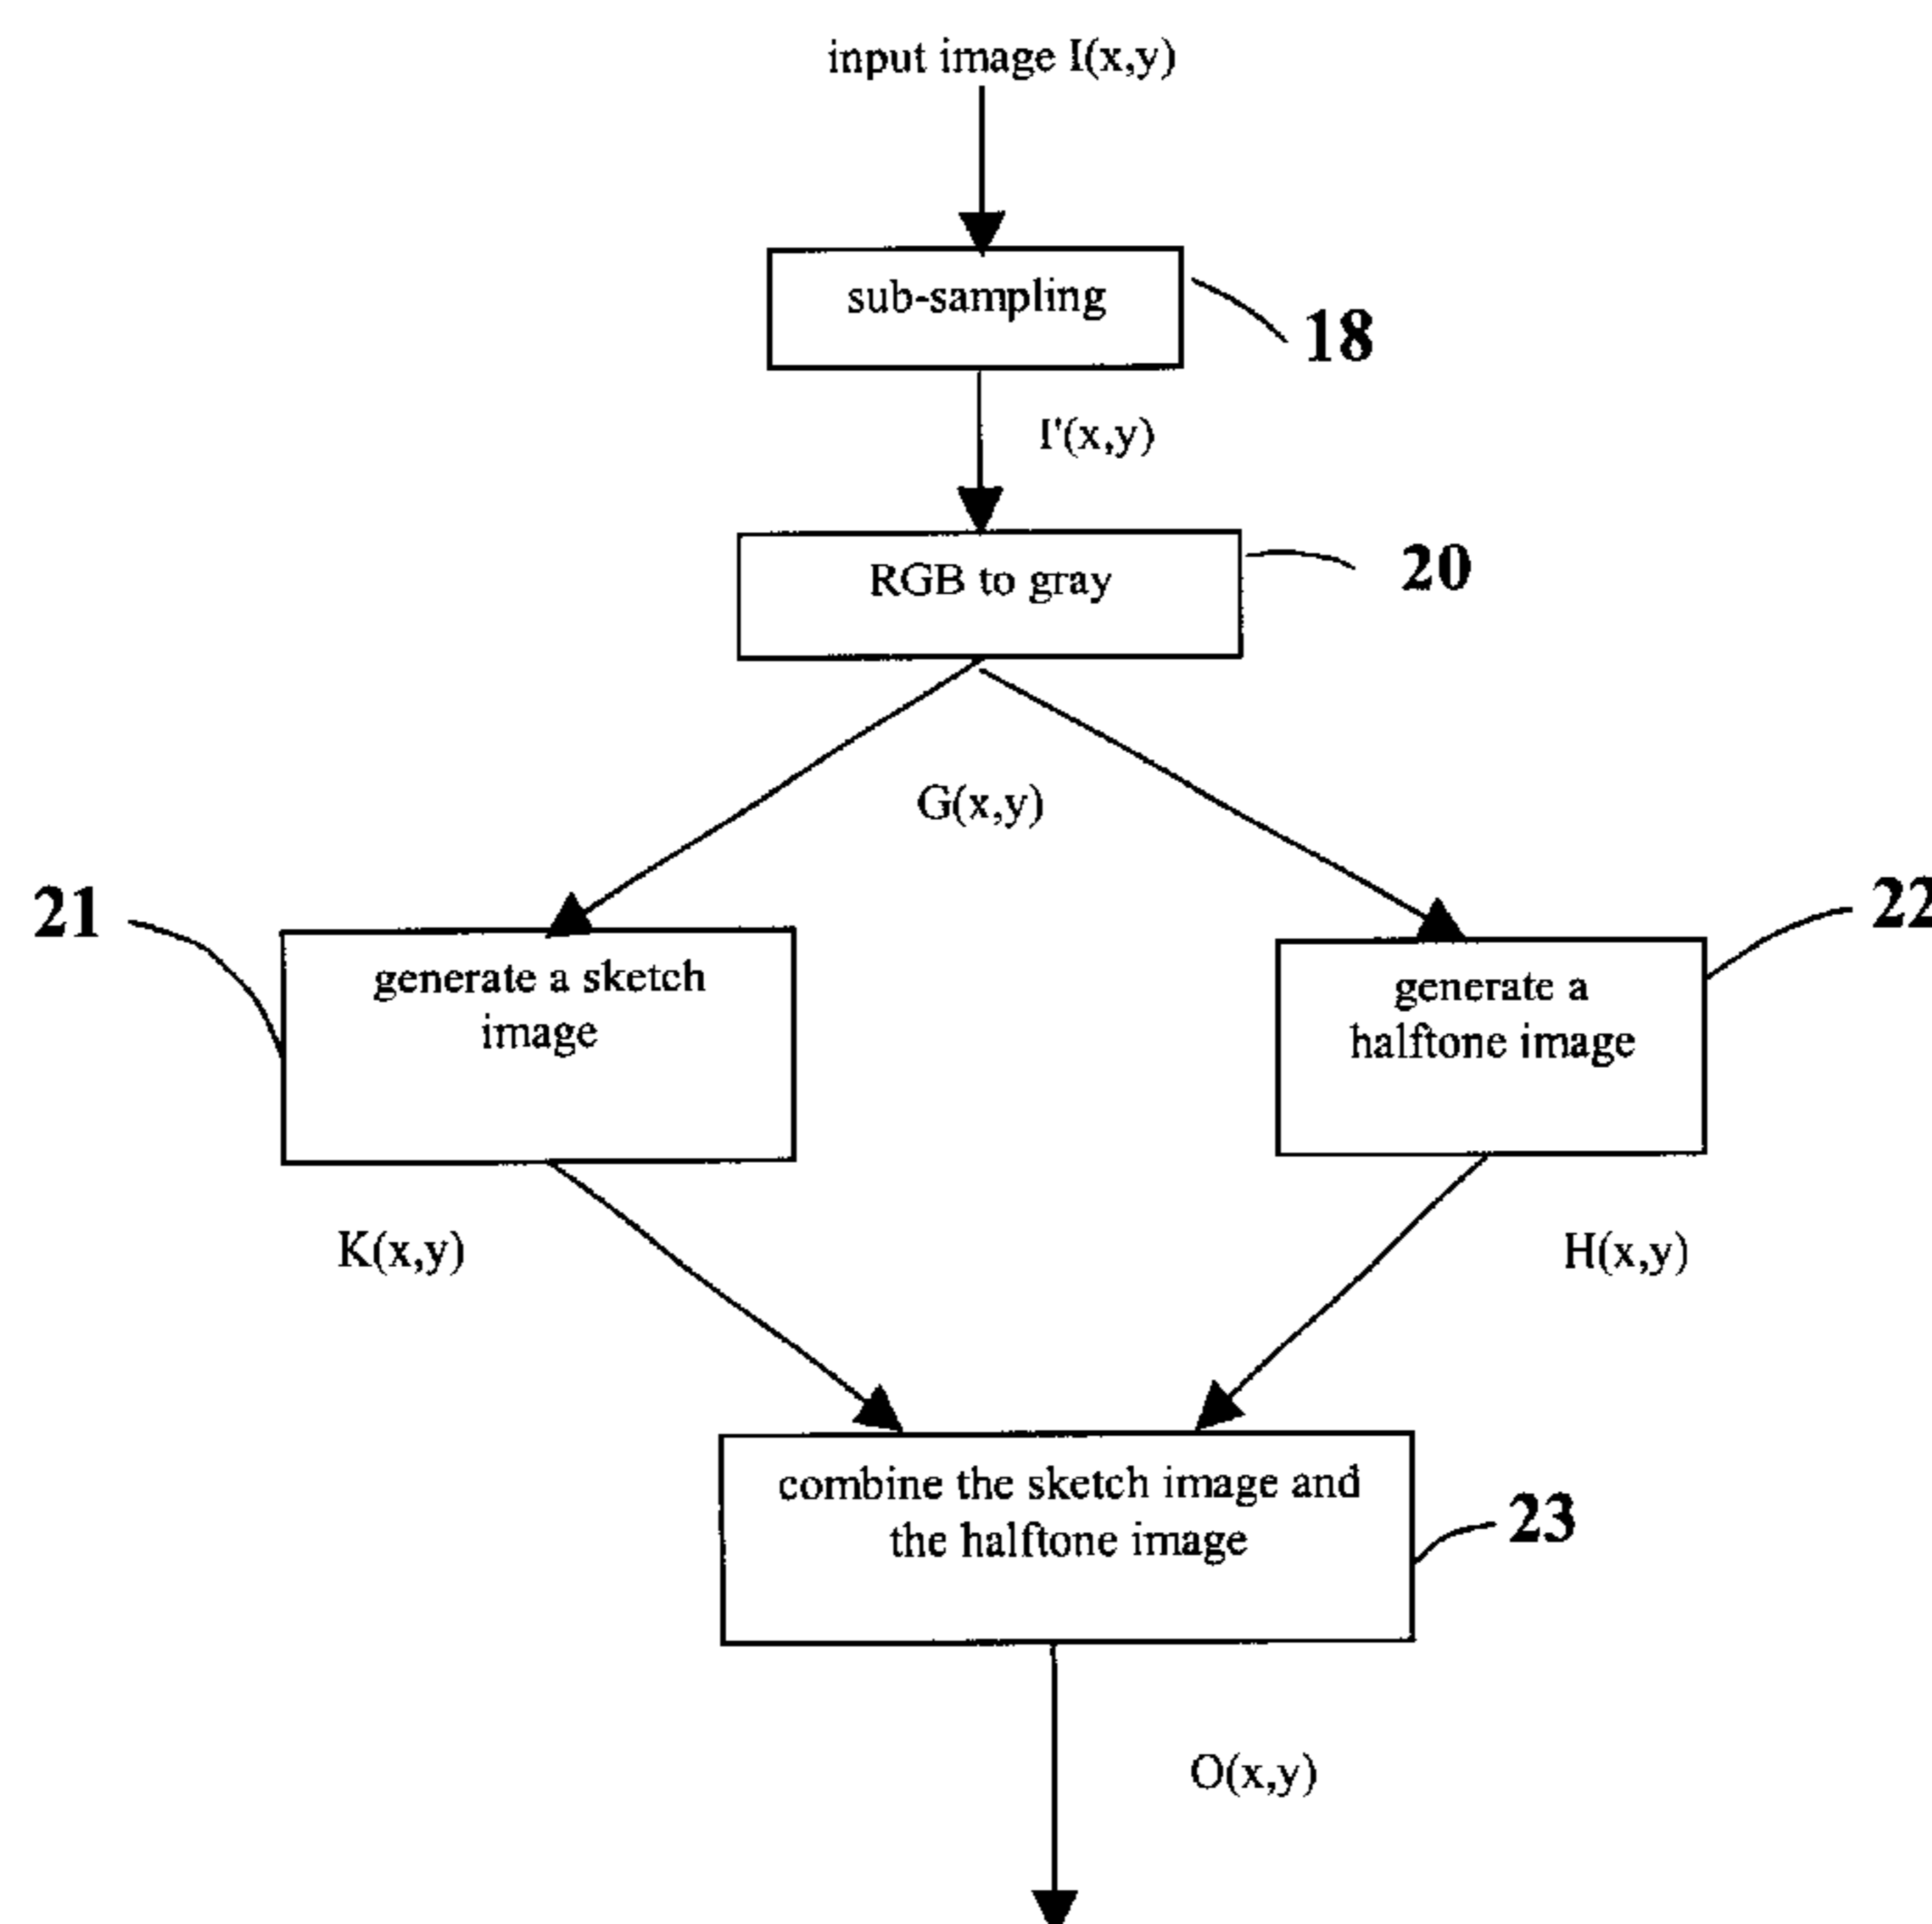 input image I(x,y)
sub-sampling
18
I'(x,y)
RGB to gray
20
G(x,y)
21
22
generate a sketch
image
generate a
halftone image
K(x,y)
H(x,y)
combine the sketch image and
the halftone image
23
O(x,y)